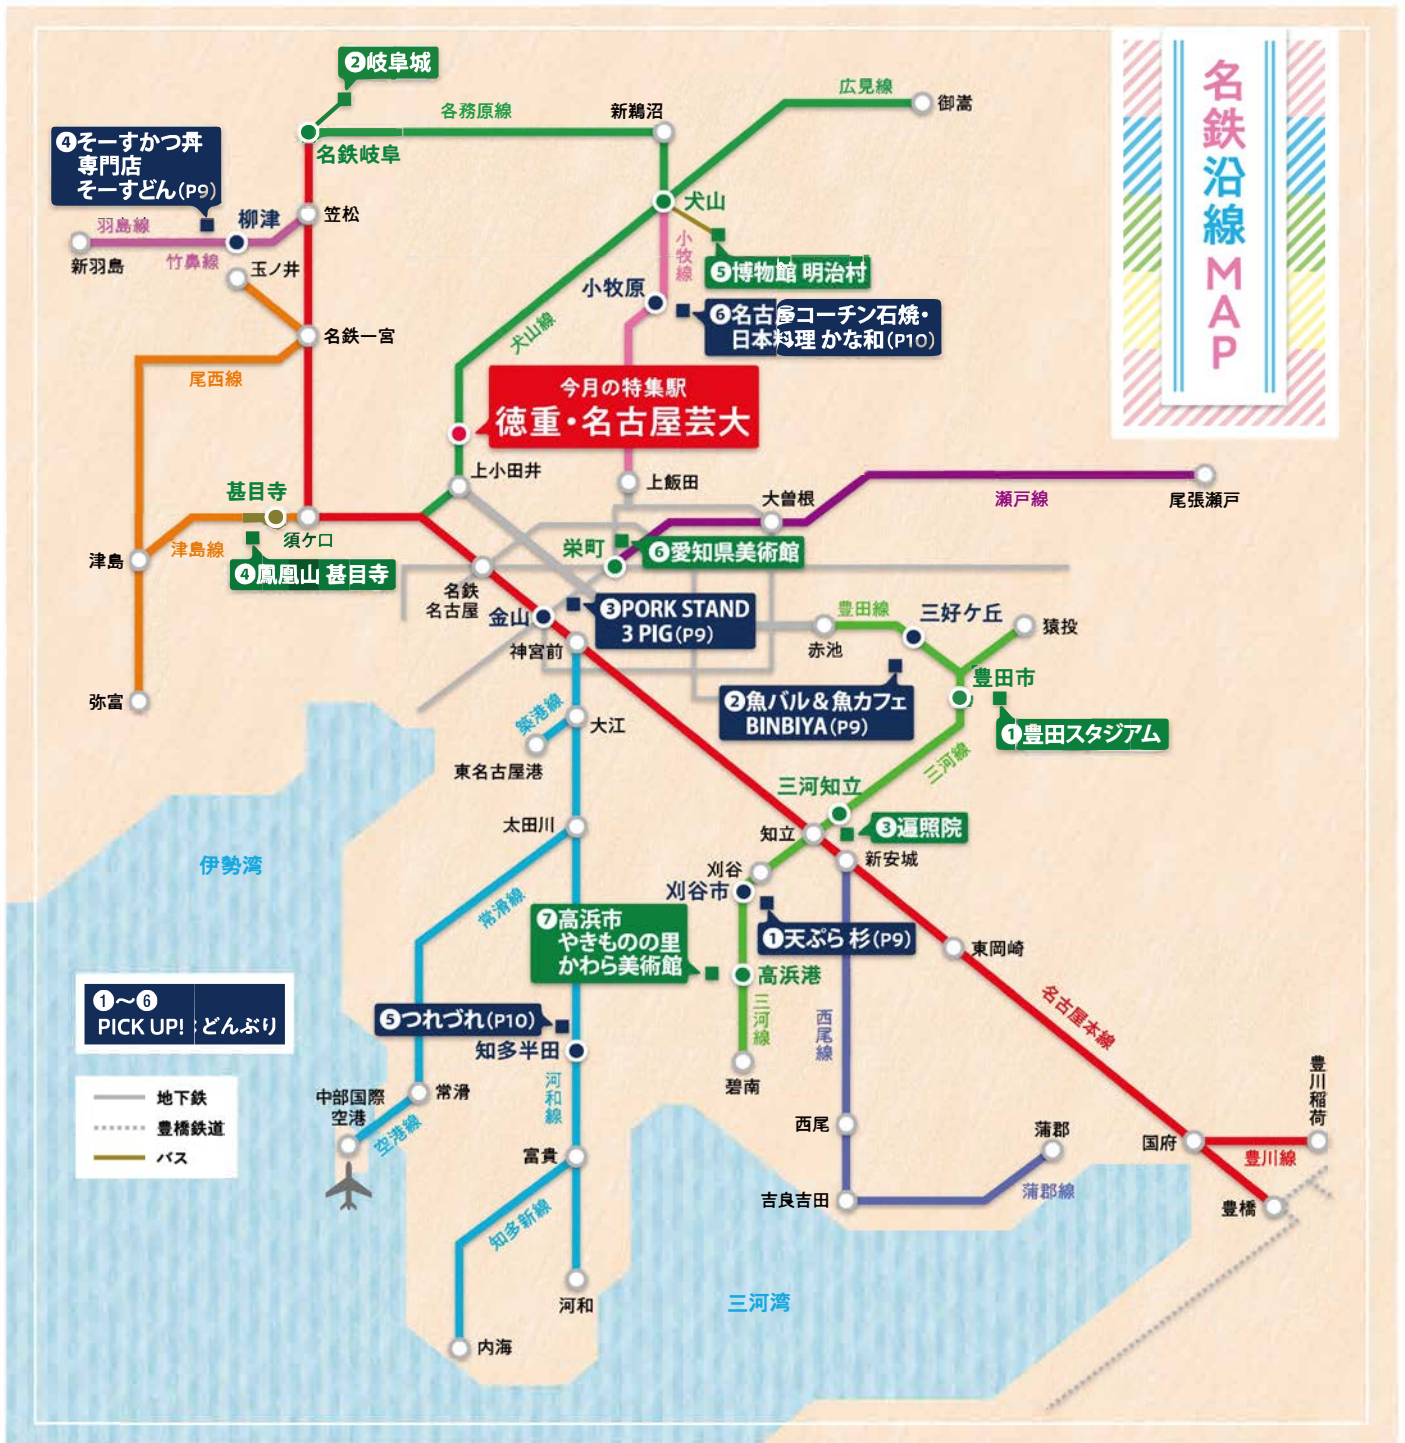 名鉄沿線MAP
❷岐阜城
各務原線
新鵜沼
広見線
御嵩
名鉄岐阜
❹そーすかつ丼
専門店
そーすどん(P9)
羽島線
柳津
笠松
新羽島
竹鼻線
玉ノ井
犬山
小牧線
❺博物館 明治村
小牧原
❻名古屋コーチン石焼・
日本料理 かな和(P10)
名鉄一宮
犬山線
尾西線
今月の特集駅
徳重・名古屋芸大
上小田井
上飯田
大曽根
瀬戸線
尾張瀬戸
甚目寺
津島線
須ケ口
津島
❹鳳凰山 甚目寺
栄町
❻愛知県美術館
名鉄
名古屋
金山
❸PORK STAND
3 PIG(P9)
神宮前
豊田線
三好ケ丘
猿投
赤池
豊田市
❷魚バル&魚カフェ
BINBIYA(P9)
❶豊田スタジアム
弥富
築港線
大江
東名古屋港
三河線
三河知立
太田川
知立
❸遍照院
新安城
伊勢湾
刈谷
刈谷市
常滑線
❼高浜市
やきものの里
かわら美術館
❶天ぷら 杉(P9)
東岡崎
高浜港
三河線
名古屋本線
❶〜❻
PICK UP!:どんぶり
❺つれづれ(P10)
知多半田
西尾線
地下鉄
豊橋鉄道
バス
中部国際
空港
常滑
空港線
河和線
碧南
豊川稲荷
西尾
蒲郡
国府
豊川線
富貴
知多新線
吉良吉田
蒲郡線
豊橋
河和
三河湾
内海